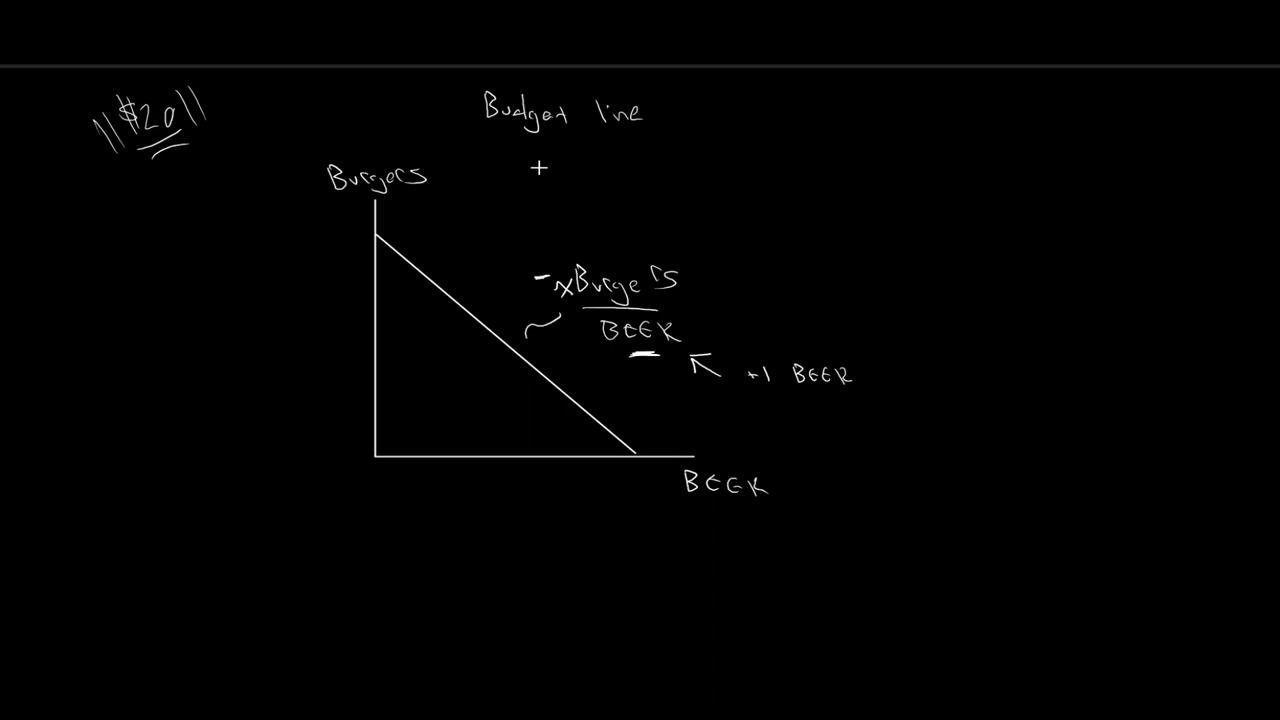 $20
Budget line
Burgers
-xBurgers
BEER
+1 BEER
BEER